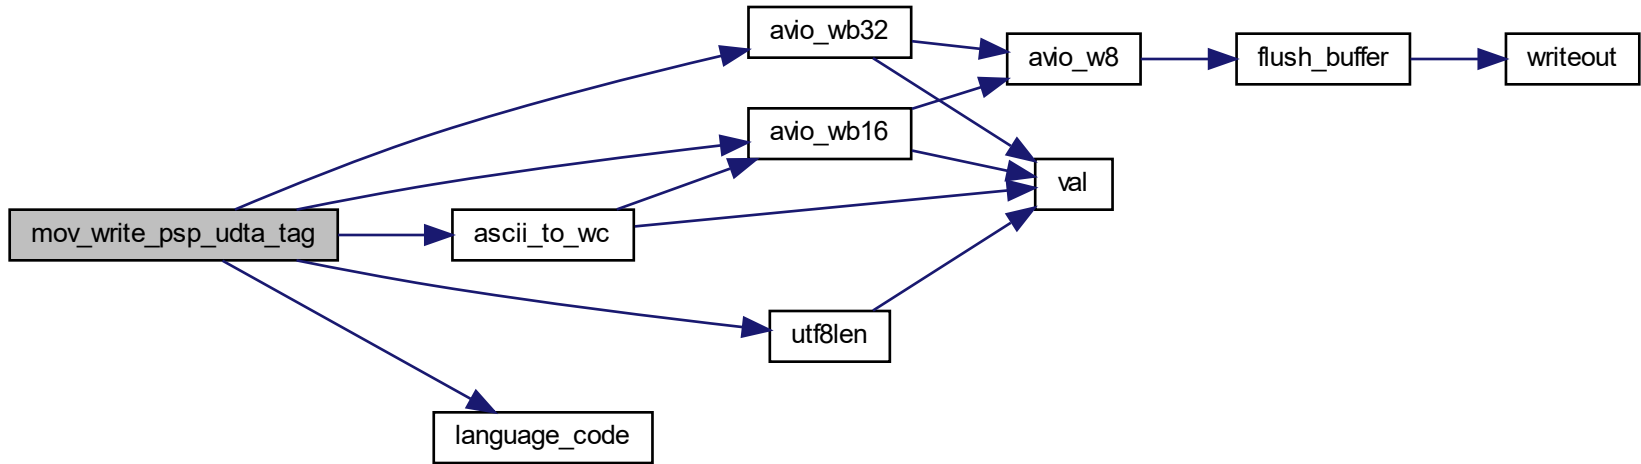 avio_wb32
avio_w8
flush_buffer
writeout
avio_wb16
val
mov_write_psp_udta_tag
ascii_to_wc
utf8len
language_code